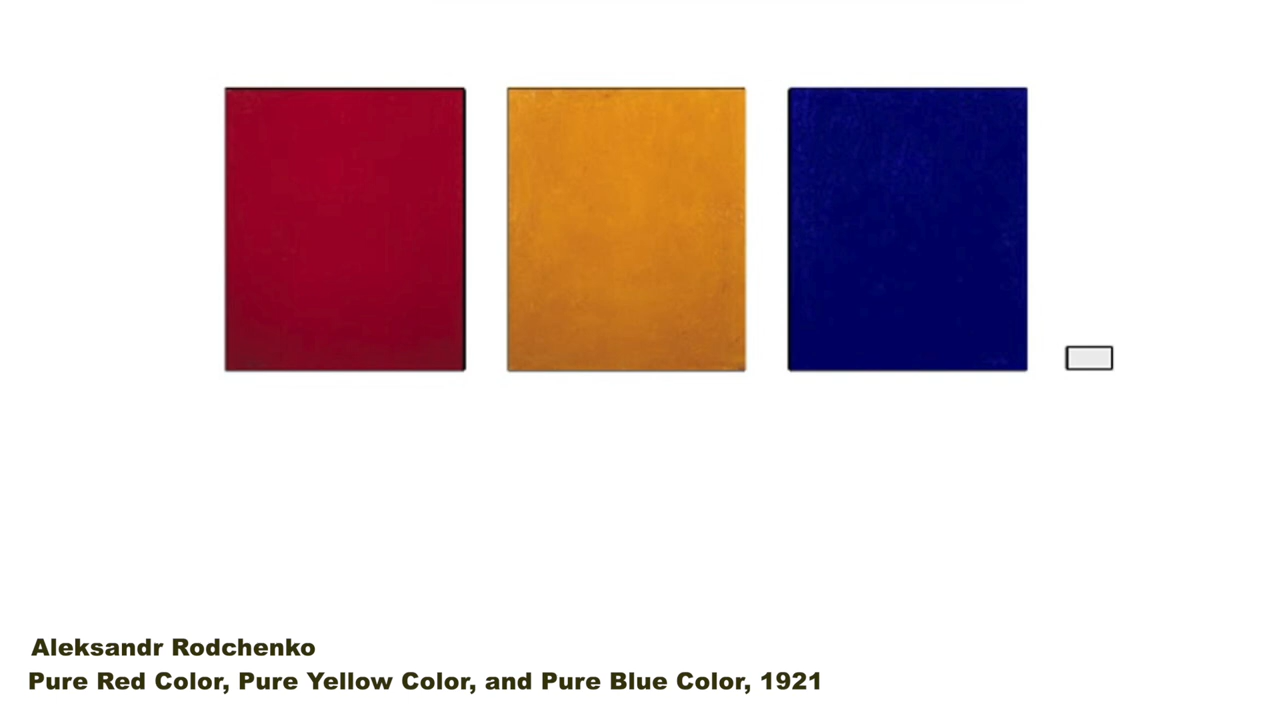 Aleksandr Rodchenko
Pure Red Color, Pure Yellow Color, and Pure Blue Color, 1921